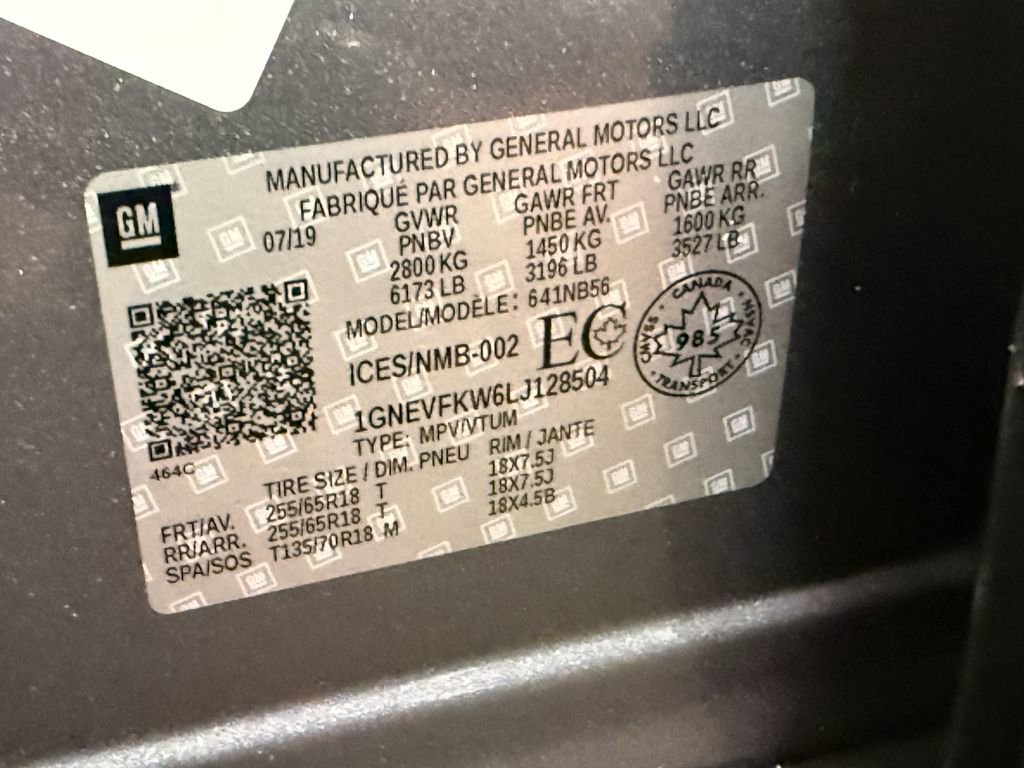 MANUFACTURED BY GENERAL MOTORS LLC
FABRIQUÉ PAR GENERAL MOTORS LLC
GM
07/19
GVWR GAWR FRT GAWR RR
PNBV PNBE AV. PNBE ARR.
2800 KG 1450 KG 1600 KG
6173 LB 3196 LB 3527 LB
MODEL/MODÈLE: 641NB56
ICES/NMB-002 EC
CANADA
CMVSS 985 NSVAC
TRANSPORT
1GNEVFKW6LJ128504
TYPE: MPV/VTUM
464C
TIRE SIZE / DIM. PNEU RIM / JANTE
FRT/AV. 255/65R18 T 18X7.5J
RR/ARR. 255/65R18 T 18X7.5J
SPA/SOS T135/70R18 M 18X4.5B